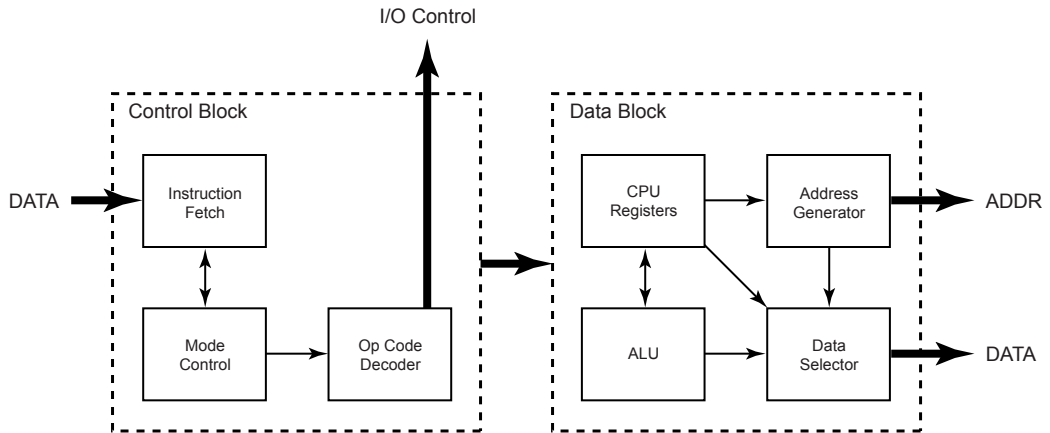 I/O Control
Control Block
Data Block
DATA
Instruction
Fetch
CPU
Registers
Address
Generator
ADDR
Mode
Control
Op Code
Decoder
ALU
Data
Selector
DATA